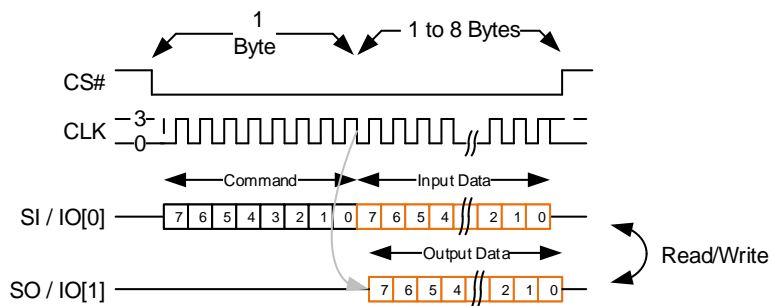 1
Byte
1 to 8 Bytes
CS#
CLK
3
0
Command
Input Data
SI / IO[0]
7 6 5 4 3 2 1 0 7 6 5 4 2 1 0
Output Data
Read/Write
SO / IO[1]
7 6 5 4 2 1 0